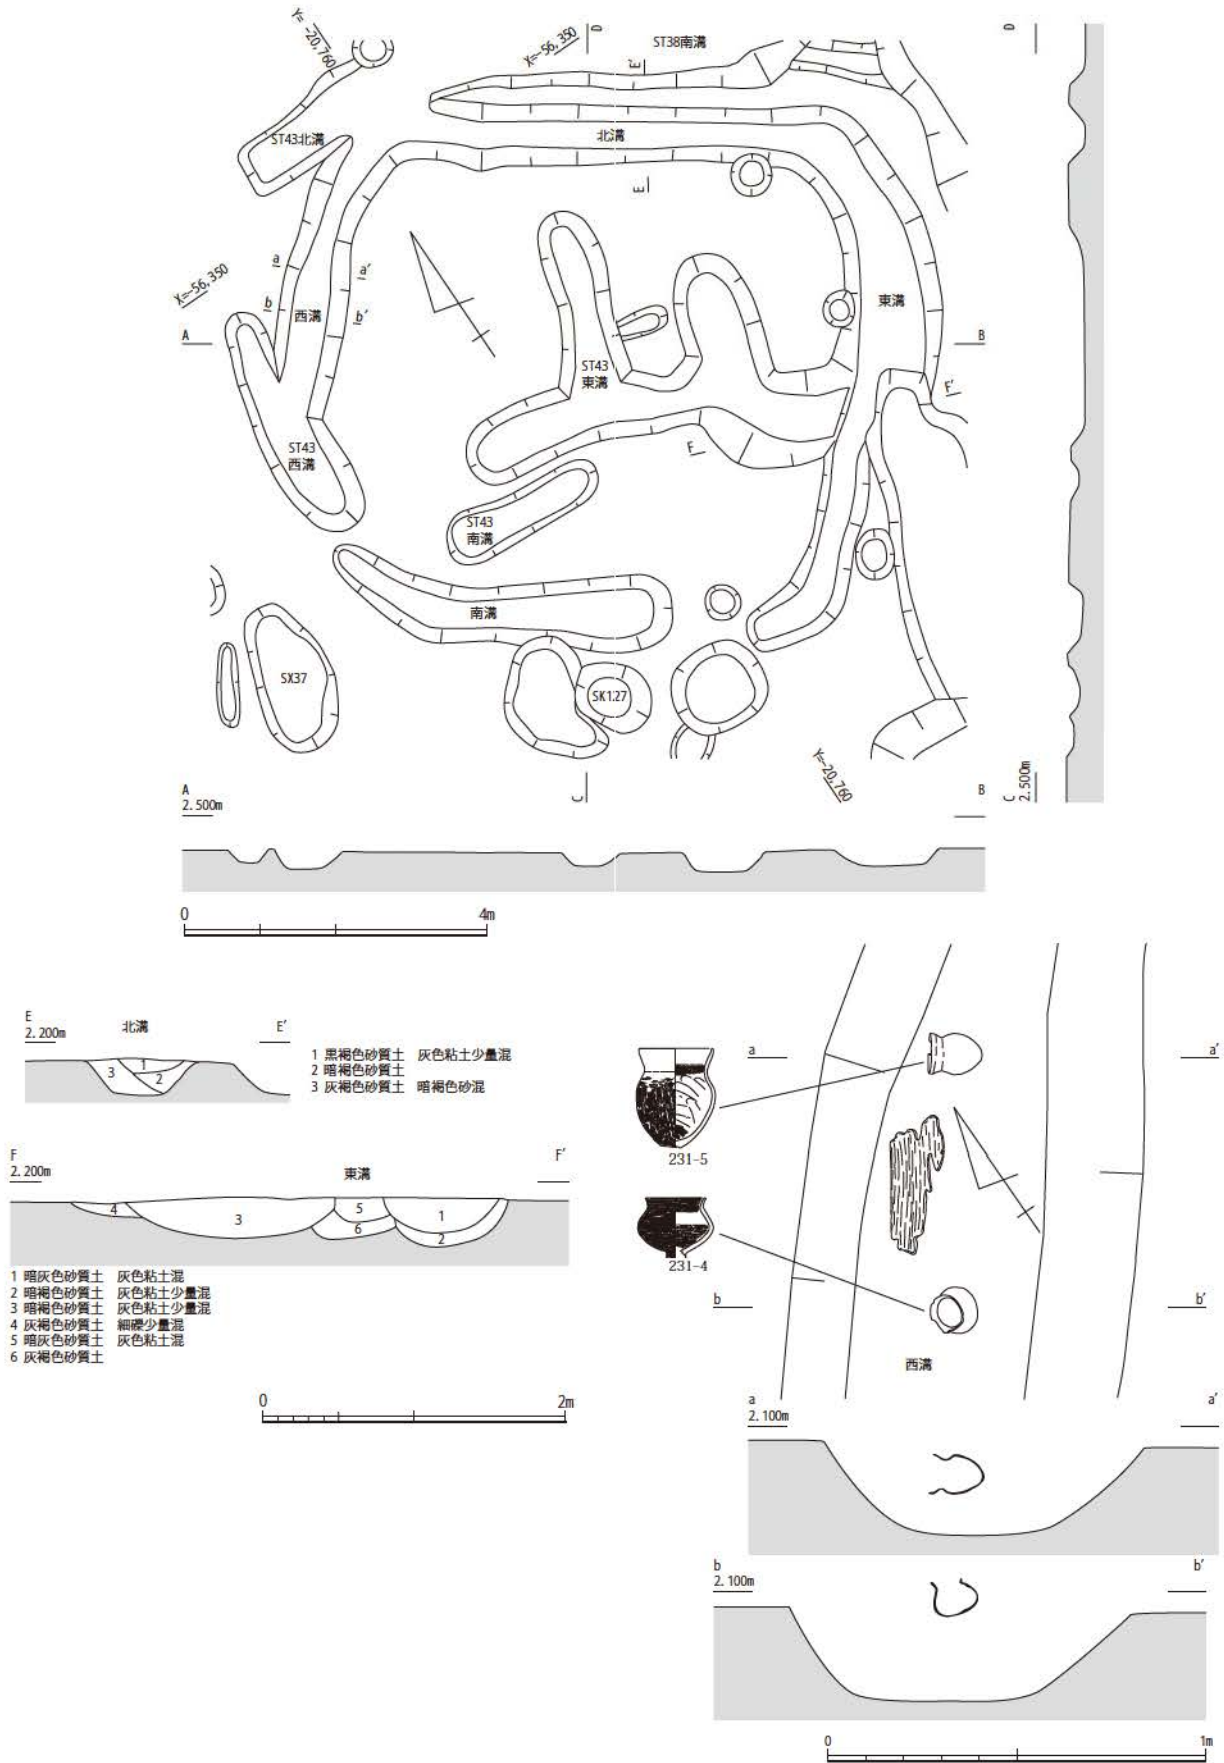 Y=-20,760
X=-56,350
D
ST38南溝
D
E′
ST43北溝
北溝
E
a
a′
X=-56,350
b
西溝
b′
東溝
A
B
ST43
東溝
F′
F
ST43
西溝
ST43
南溝
南溝
SX37
SK127
Y=-20,760
A
2.500m
C
B
C
2.500m
0
4m
E
2.200m
北溝
E′
1 黒褐色砂質土 灰色粘土少量混
2 暗褐色砂質土
3 灰褐色砂質土 暗褐色砂混
1
2
3
F
2.200m
東溝
F′
4
3
5
6
1
2
1 暗灰色砂質土 灰色粘土混
2 暗褐色砂質土 灰色粘土少量混
3 暗褐色砂質土 灰色粘土少量混
4 灰褐色砂質土 細礫少量混
5 暗灰色砂質土 灰色粘土混
6 灰褐色砂質土
0
2m
a
a′
231-5
231-4
b
b′
西溝
a
2.100m
a′
b
2.100m
b′
0
1m